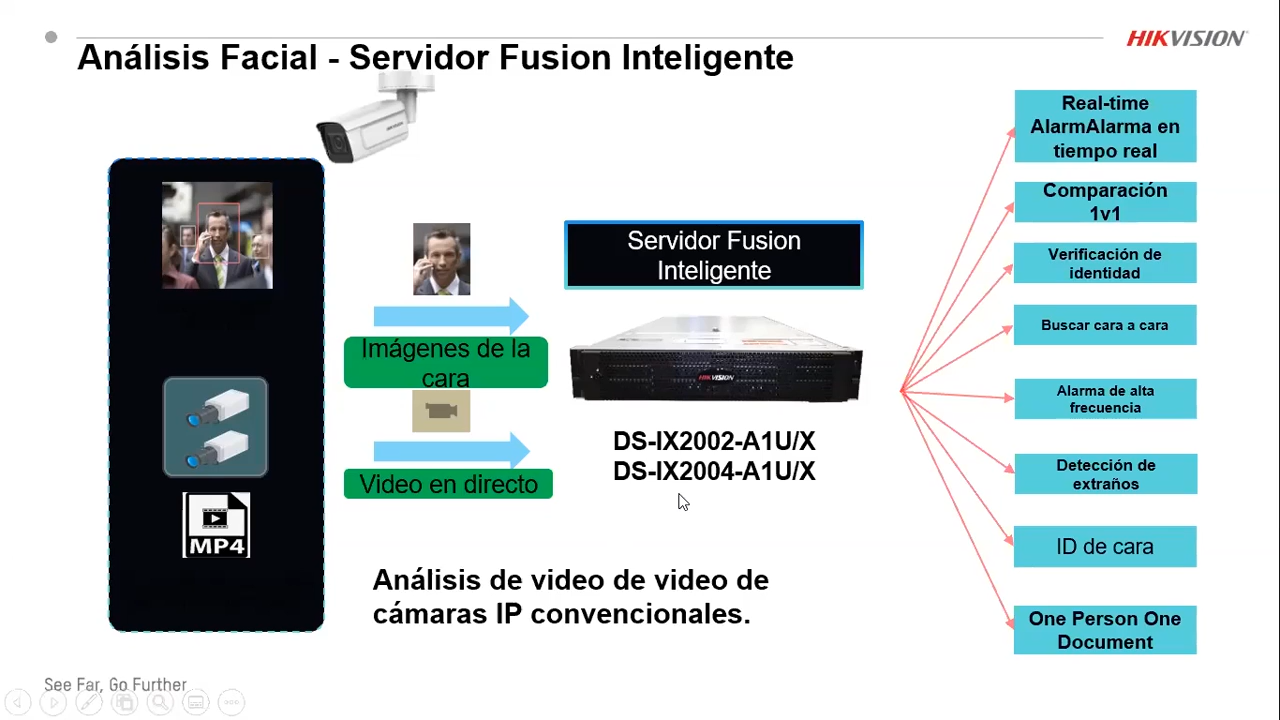 HIKVISION
Análisis Facial - Servidor Fusion Inteligente
Real-time
AlarmAlarma en
tiempo real
Comparación
1v1
Servidor Fusion
Inteligente
Verificación de
identidad
Buscar cara a cara
Imágenes de la
cara
HIKVISION
Alarma de alta
frecuencia
DS-IX2002-A1U/X
DS-IX2004-A1U/X
Video en directo
Detección de
extraños
MP4
ID de cara
Análisis de video de video de
cámaras IP convencionales.
One Person One
Document
See Far, Go Further